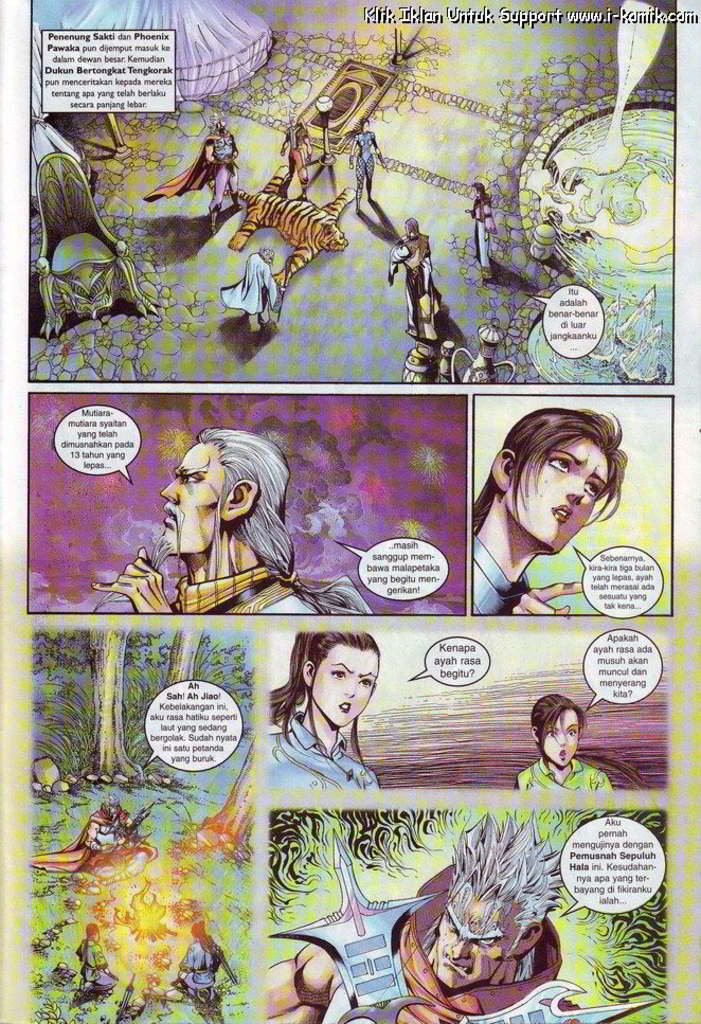 Klik Iklan Untuk Support www.i-komik.com
Penenung Sakti dan Phoenix
Pawaka pun dijemput masuk ke
dalam dewan besar. Kemudian
Dukun Bertongkat Tengkorak
pun menceritakan kepada mereka
tentang apa yang telah berlaku
secara panjang lebar.
Itu
adalah
benar-benar
di luar
jangkaanku
...
Mutiara-
mutiara syaitan
yang telah
dimusnahkan pada
13 tahun yang
lepas...
..masih
sanggup mem-
bawa malapetaka
yang begitu men-
gerikan!
Sebenarnya,
kira-kira tiga bulan
yang lepas, ayah
telah merasai ada
sesuatu yang
tak kena...
Ah
Sah! Ah Jiao!
Kebelakangan ini,
aku rasa hatiku seperti
laut yang sedang
bergolak. Sudah nyata
ini satu petanda
yang buruk.
Kenapa
ayah rasa
begitu?
Apakah
ayah rasa ada
musuh akan
muncul dan
menyerang
kita?
Aku
pernah
mengujinya dengan
Pemusnah Sepuluh
Hala ini. Kesudahan-
nya apa yang ter-
bayang di fikiranku
ialah...